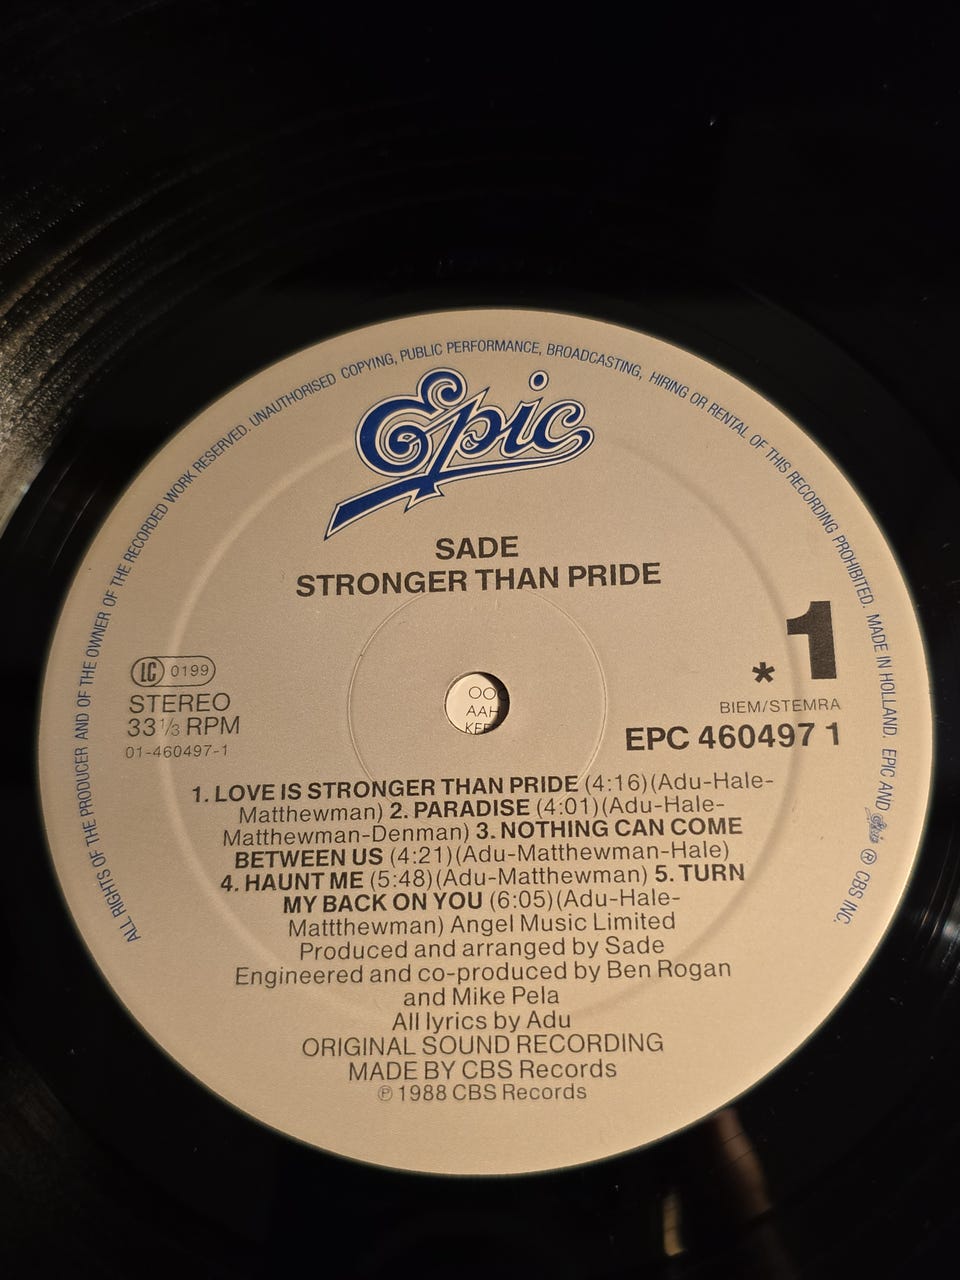 ALL RIGHTS OF THE PRODUCER AND OF THE OWNER OF THE RECORDED WORK RESERVED. UNAUTHORISED COPYING, PUBLIC PERFORMANCE, BROADCASTING, HIRING OR RENTAL OF THIS RECORDING PROHIBITED. MADE IN HOLLAND. EPIC AND Epic ® CBS INC.
Epic
SADE
STRONGER THAN PRIDE
1
*
LC 0199
STEREO
33 1/3 RPM
01-460497-1
BIEM/STEMRA
EPC 460497 1
OOO
AAH
KEE
1. LOVE IS STRONGER THAN PRIDE (4:16)(Adu-Hale-
Matthewman) 2. PARADISE (4:01)(Adu-Hale-
Matthewman-Denman) 3. NOTHING CAN COME
BETWEEN US (4:21)(Adu-Matthewman-Hale)
4. HAUNT ME (5:48)(Adu-Matthewman) 5. TURN
MY BACK ON YOU (6:05)(Adu-Hale-
Mattthewman) Angel Music Limited
Produced and arranged by Sade
Engineered and co-produced by Ben Rogan
and Mike Pela
All lyrics by Adu
ORIGINAL SOUND RECORDING
MADE BY CBS Records
℗ 1988 CBS Records